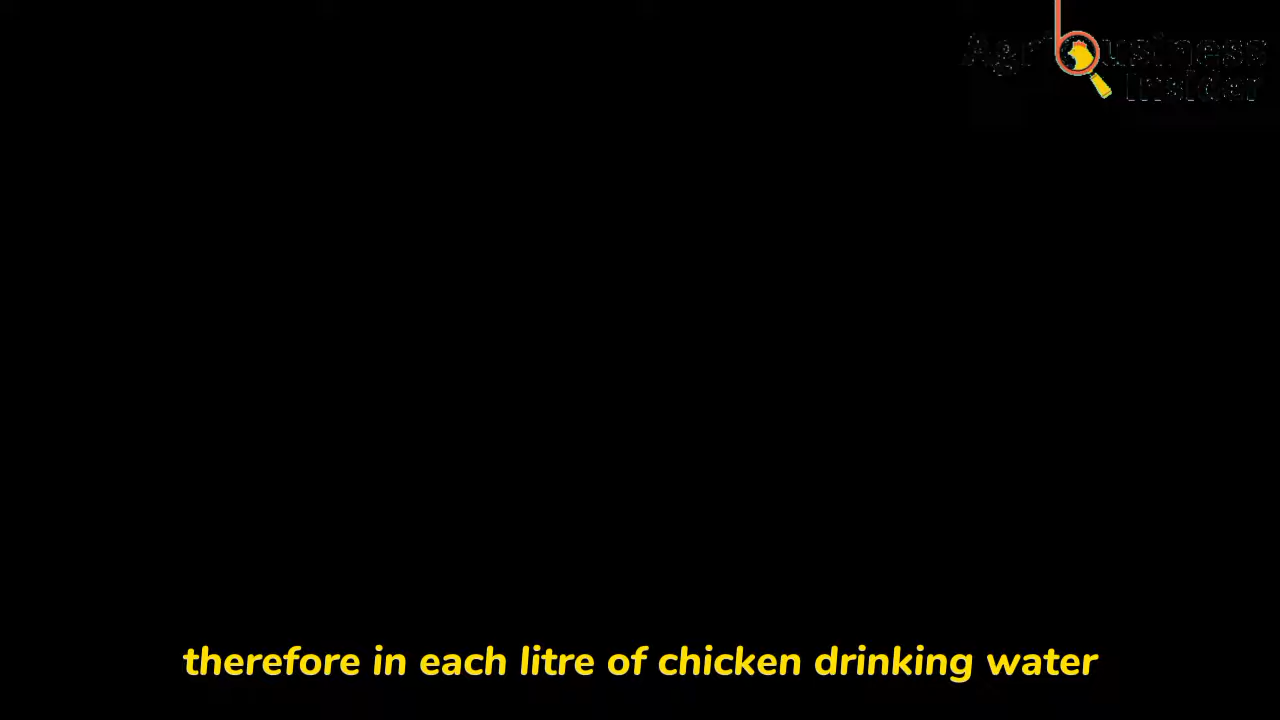 Agribusiness
Insider
therefore in each litre of chicken drinking water